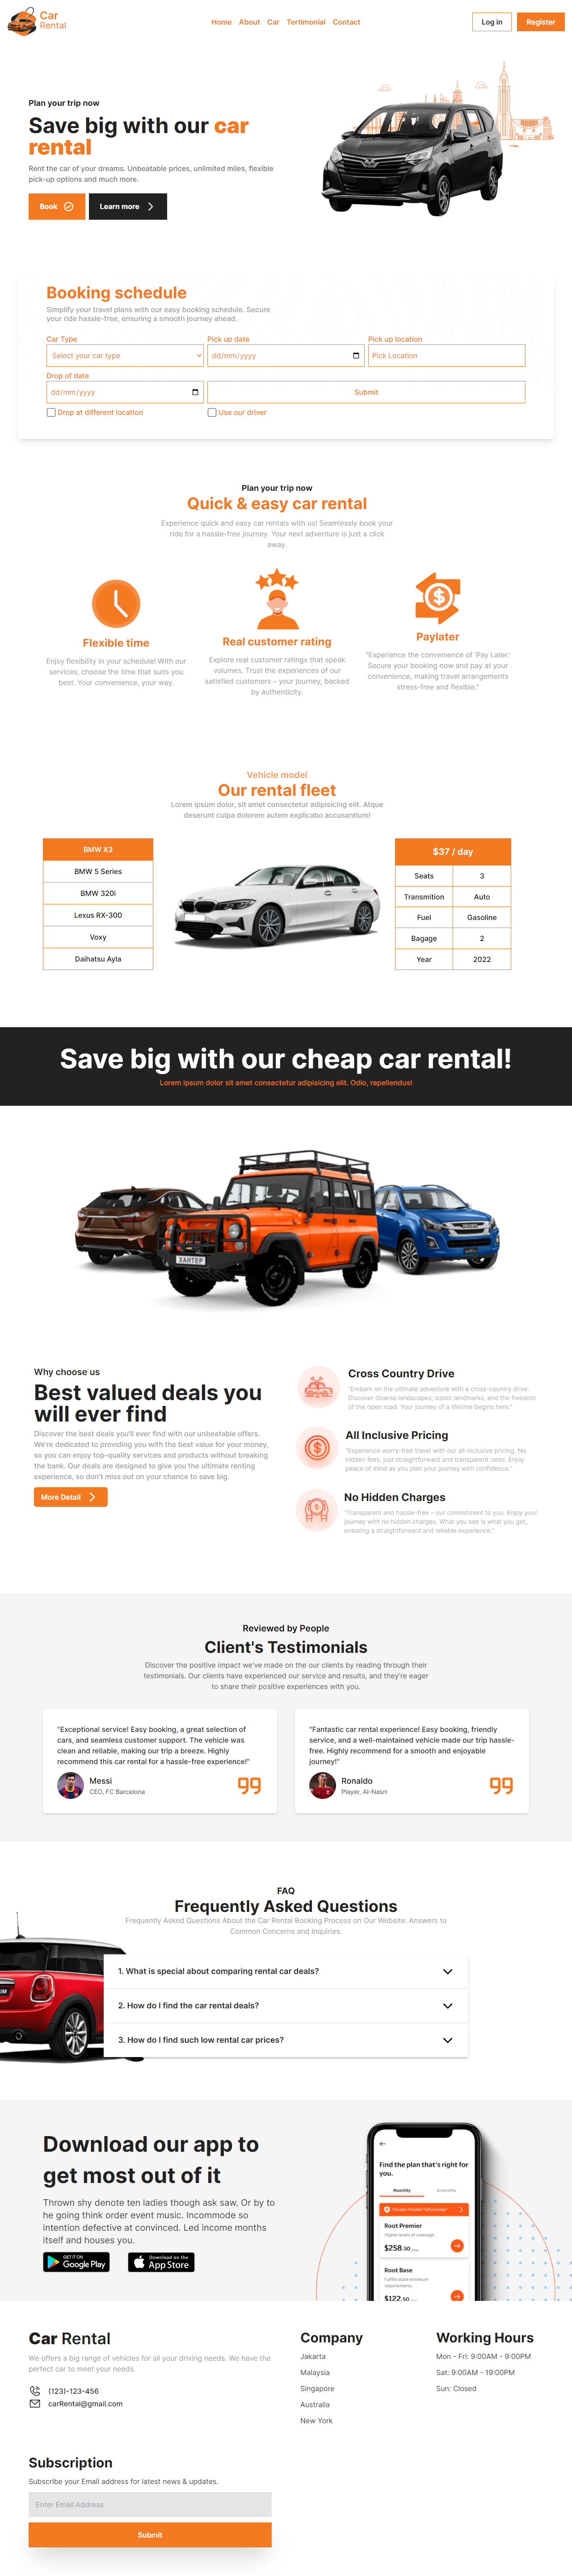 Car
Rental
Home About Car Tertimonial Contact
Log in
Register
Plan your trip now
Save big with our car
rental
Rent the car of your dreams. Unbeatable prices, unlimited miles, flexible
pick-up options and much more.
Book
Learn more
Booking schedule
Simplify your travel plans with our easy booking schedule. Secure
your ride hassle-free, ensuring a smooth journey ahead.
Car Type
Select your car type
Pick up date
dd/mm/yyyy
Pick up location
Pick Location
Drop of date
dd/mm/yyyy
Submit
Drop at different location
Use our driver
Plan your trip now
Quick & easy car rental
Experience quick and easy car rentals with us! Seamlessly book your
ride for a hassle-free journey. Your next adventure is just a click
away.
Flexible time
Enjoy flexibility in your schedule! With our
services, choose the time that suits you
best. Your convenience, your way.
Real customer rating
Explore real customer ratings that speak
volumes. Trust the experiences of our
satisfied customers – your journey, backed
by authenticity.
Paylater
"Experience the convenience of 'Pay Later.'
Secure your booking now and pay at your
convenience, making travel arrangements
stress-free and flexible."
Vehicle model
Our rental fleet
Lorem ipsum dolor, sit amet consectetur adipisicing elit. Atque
deserunt culpa dolorem autem explicabo accusantium!
BMW X3
BMW 5 Series
BMW 320i
Lexus RX-300
Voxy
Daihatsu Ayla
$37 / day
Seats 3
Transmition Auto
Fuel Gasoline
Bagage 2
Year 2022
Save big with our cheap car rental!
Lorem ipsum dolor sit amet consectetur adipisicing elit. Odio, repellendus!
ХАНТЕР
Why choose us
Best valued deals you
will ever find
Discover the best deals you'll ever find with our unbeatable offers.
We're dedicated to providing you with the best value for your money,
so you can enjoy top-quality services and products without breaking
the bank. Our deals are designed to give you the ultimate renting
experience, so don't miss out on your chance to save big.
More Detail
Cross Country Drive
"Embark on the ultimate adventure with a cross-country drive.
Discover diverse landscapes, iconic landmarks, and the freedom
of the open road. Your journey of a lifetime begins here."
All Inclusive Pricing
"Experience worry-free travel with our all-inclusive pricing. No
hidden fees, just straightforward and transparent rates. Enjoy
peace of mind as you plan your journey with confidence."
No Hidden Charges
"Transparent and hassle-free – our commitment to you. Enjoy your
journey with no hidden charges. What you see is what you get,
ensuring a straightforward and reliable experience."
Reviewed by People
Client's Testimonials
Discover the positive impact we've made on the our clients by reading through their
testimonials. Our clients have experienced our service and results, and they're eager
to share their positive experiences with you.
"Exceptional service! Easy booking, a great selection of
cars, and seamless customer support. The vehicle was
clean and reliable, making our trip a breeze. Highly
recommend this car rental for a hassle-free experience!"
Messi
CEO, FC Barcelona
"Fantastic car rental experience! Easy booking, friendly
service, and a well-maintained vehicle made our trip hassle-
free. Highly recommend for a smooth and enjoyable
journey!"
Ronaldo
Player, Al-Nasrr
FAQ
Frequently Asked Questions
Frequently Asked Questions About the Car Rental Booking Process on Our Website: Answers to
Common Concerns and Inquiries.
1. What is special about comparing rental car deals?
2. How do I find the car rental deals?
3. How do I find such low rental car prices?
Download our app to
get most out of it
Thrown shy denote ten ladies though ask saw. Or by to
he going think order event music. Incommode so
intention defective at convinced. Led income months
itself and houses you.
GET IT ON
Google Play
Download on the
App Store
Find the plan that's right for
you.
Monthly 6 months
This plan includes "full coverage"
Root Premier
Higher levels of coverage.
$258.50/mo
Root Base
Fulfills state minimum
requirements.
$122.50/mo
Car Rental
We offers a big range of vehicles for all your driving needs. We have the
perfect car to meet your needs.
(123)-123-456
carRental@gmail.com
Company
Jakarta
Malaysia
Singapore
Australia
New York
Working Hours
Mon - Fri: 9:00AM - 9:00PM
Sat: 9:00AM - 19:00PM
Sun: Closed
Subscription
Subscribe your Email address for latest news & updates.
Enter Email Address
Submit